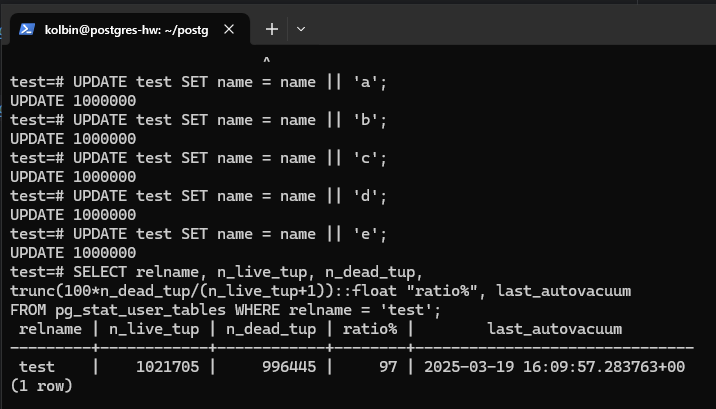 kolbin@postgres-hw: ~/postg
^
test=# UPDATE test SET name = name || 'a';
UPDATE 1000000
test=# UPDATE test SET name = name || 'b';
UPDATE 1000000
test=# UPDATE test SET name = name || 'c';
UPDATE 1000000
test=# UPDATE test SET name = name || 'd';
UPDATE 1000000
test=# UPDATE test SET name = name || 'e';
UPDATE 1000000
test=# SELECT relname, n_live_tup, n_dead_tup,
trunc(100*n_dead_tup/(n_live_tup+1))::float "ratio%", last_autovacuum
FROM pg_stat_user_tables WHERE relname = 'test';
 relname | n_live_tup | n_dead_tup | ratio% |        last_autovacuum
---------+------------+------------+--------+-------------------------------
 test    |    1021705 |     996445 |     97 | 2025-03-19 16:09:57.283763+00
(1 row)